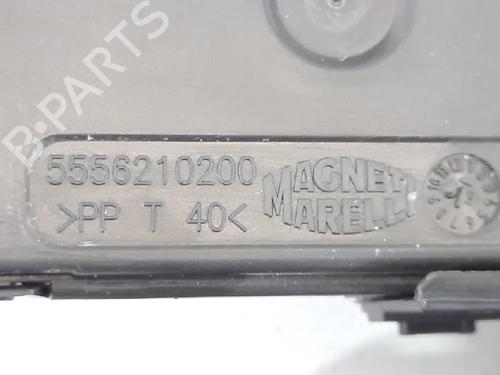 B-PARTS
5556210200
>PP T 40<
MAGNETI
MARELLI